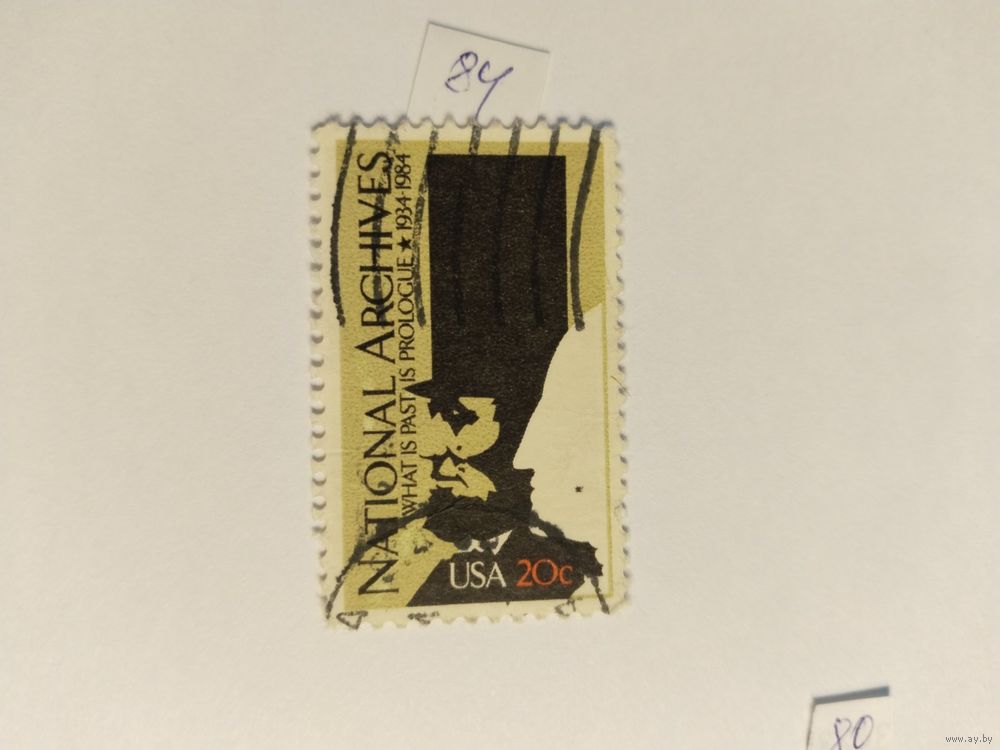 84
NATIONAL ARCHIVES
WHAT IS PAST IS PROLOGUE ★ 1934-1984
USA 20c
80
www.ay.by